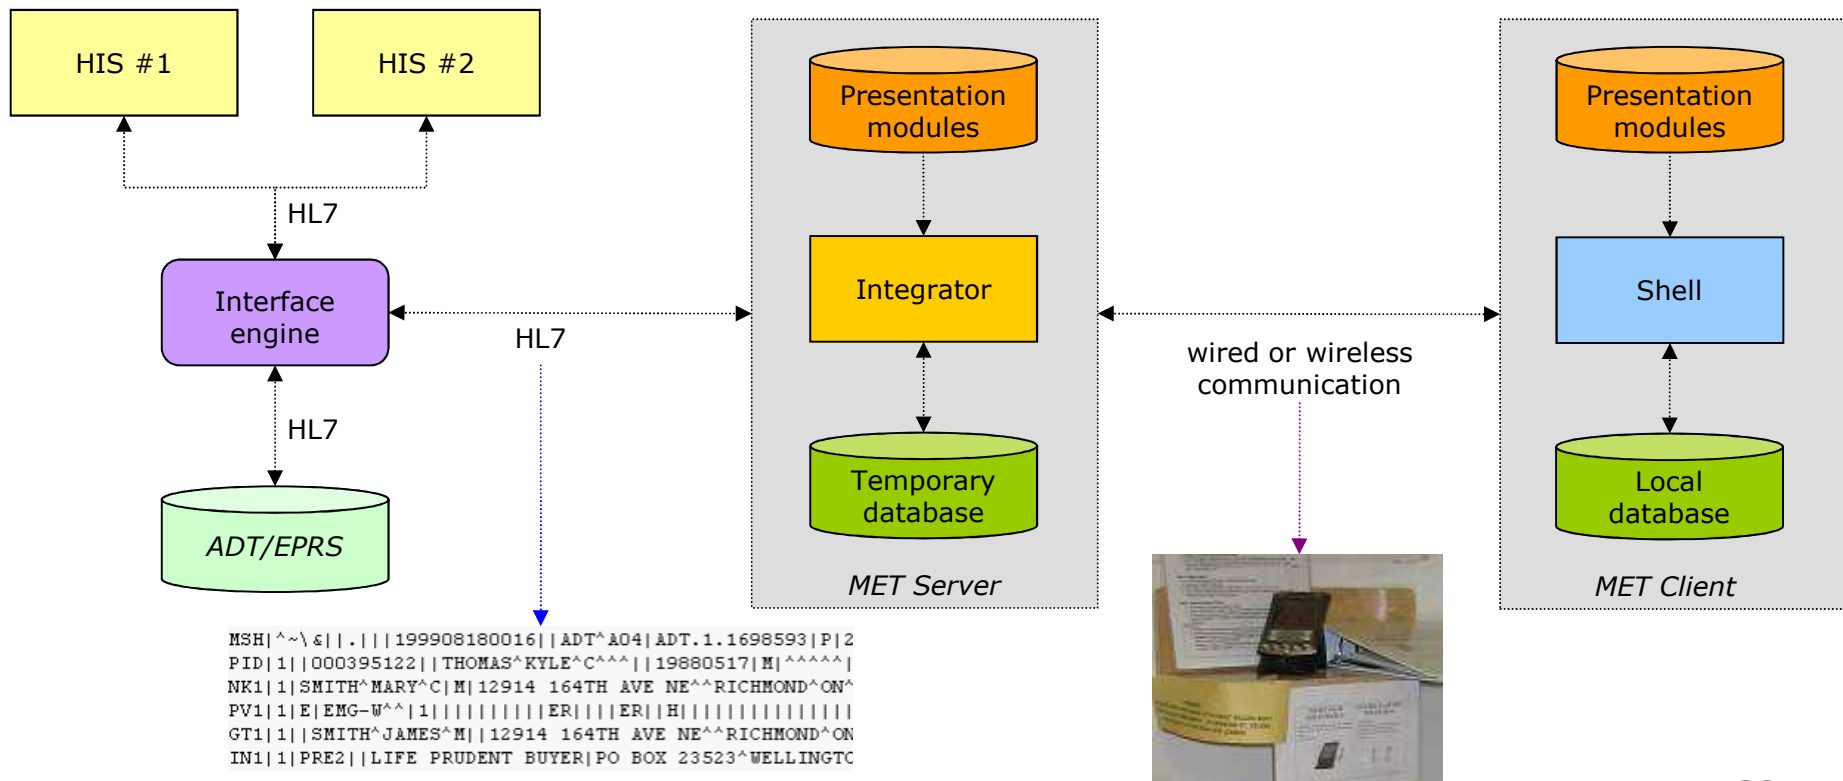 HIS #1
HIS #2
HL7
Interface
engine
HL7
ADT/EPRS
HL7
MSH|^~\&||.|||199908180016||ADT^A04|ADT.1.1698593|P|2
PID|1||000395122||THOMAS^KYLE^C^^^||19880517|M|^^^^^|
NK1|1|SMITH^MARY^C|M|12914 164TH AVE NE^^RICHMOND^ON^
PV1|1|E|EMG-W^^|1||||||||||ER||||ER||H|||||||||||||||
GT1|1||SMITH^JAMES^M||12914 164TH AVE NE^^RICHMOND^ON
IN1|1|PRE2||LIFE PRUDENT BUYER|PO BOX 23523^WELLINGTO
Presentation
modules
Integrator
Temporary
database
MET Server
wired or wireless
communication
Presentation
modules
Shell
Local
database
MET Client